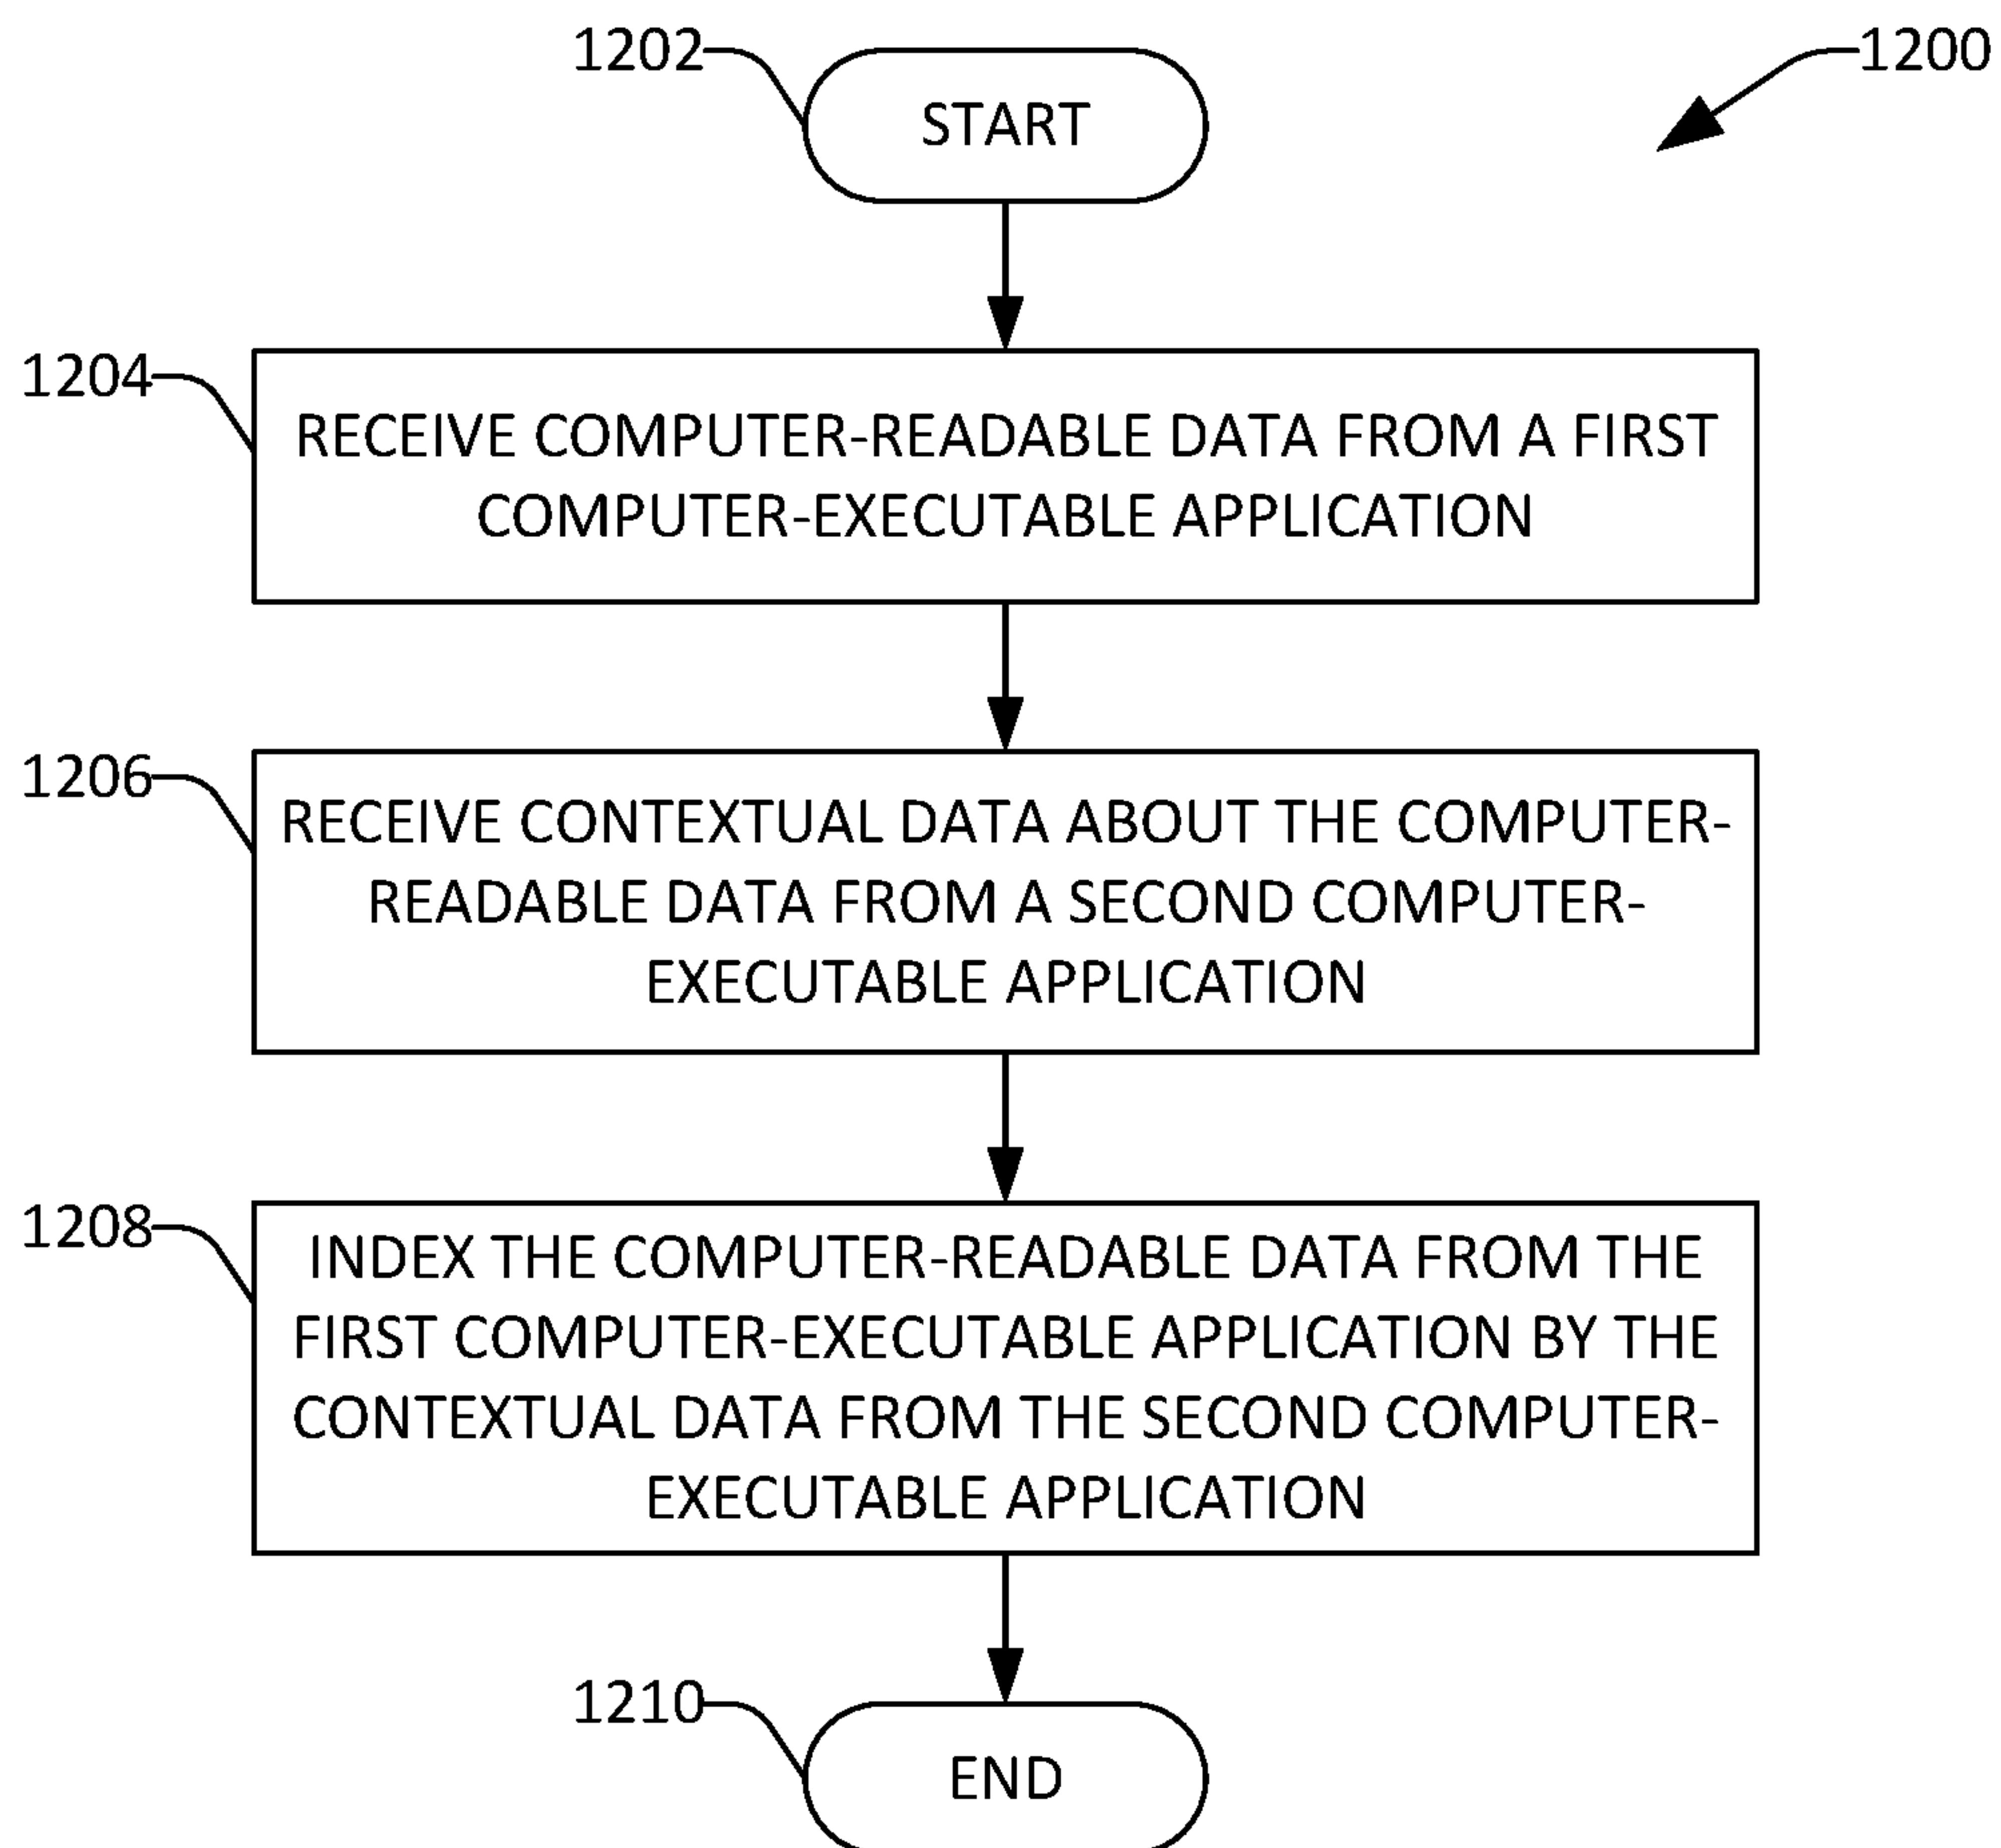 1202
1200
START
1204
RECEIVE COMPUTER-READABLE DATA FROM A FIRST
COMPUTER-EXECUTABLE APPLICATION
1206
RECEIVE CONTEXTUAL DATA ABOUT THE COMPUTER-
READABLE DATA FROM A SECOND COMPUTER-
EXECUTABLE APPLICATION
1208
INDEX THE COMPUTER-READABLE DATA FROM THE
FIRST COMPUTER-EXECUTABLE APPLICATION BY THE
CONTEXTUAL DATA FROM THE SECOND COMPUTER-
EXECUTABLE APPLICATION
1210
END